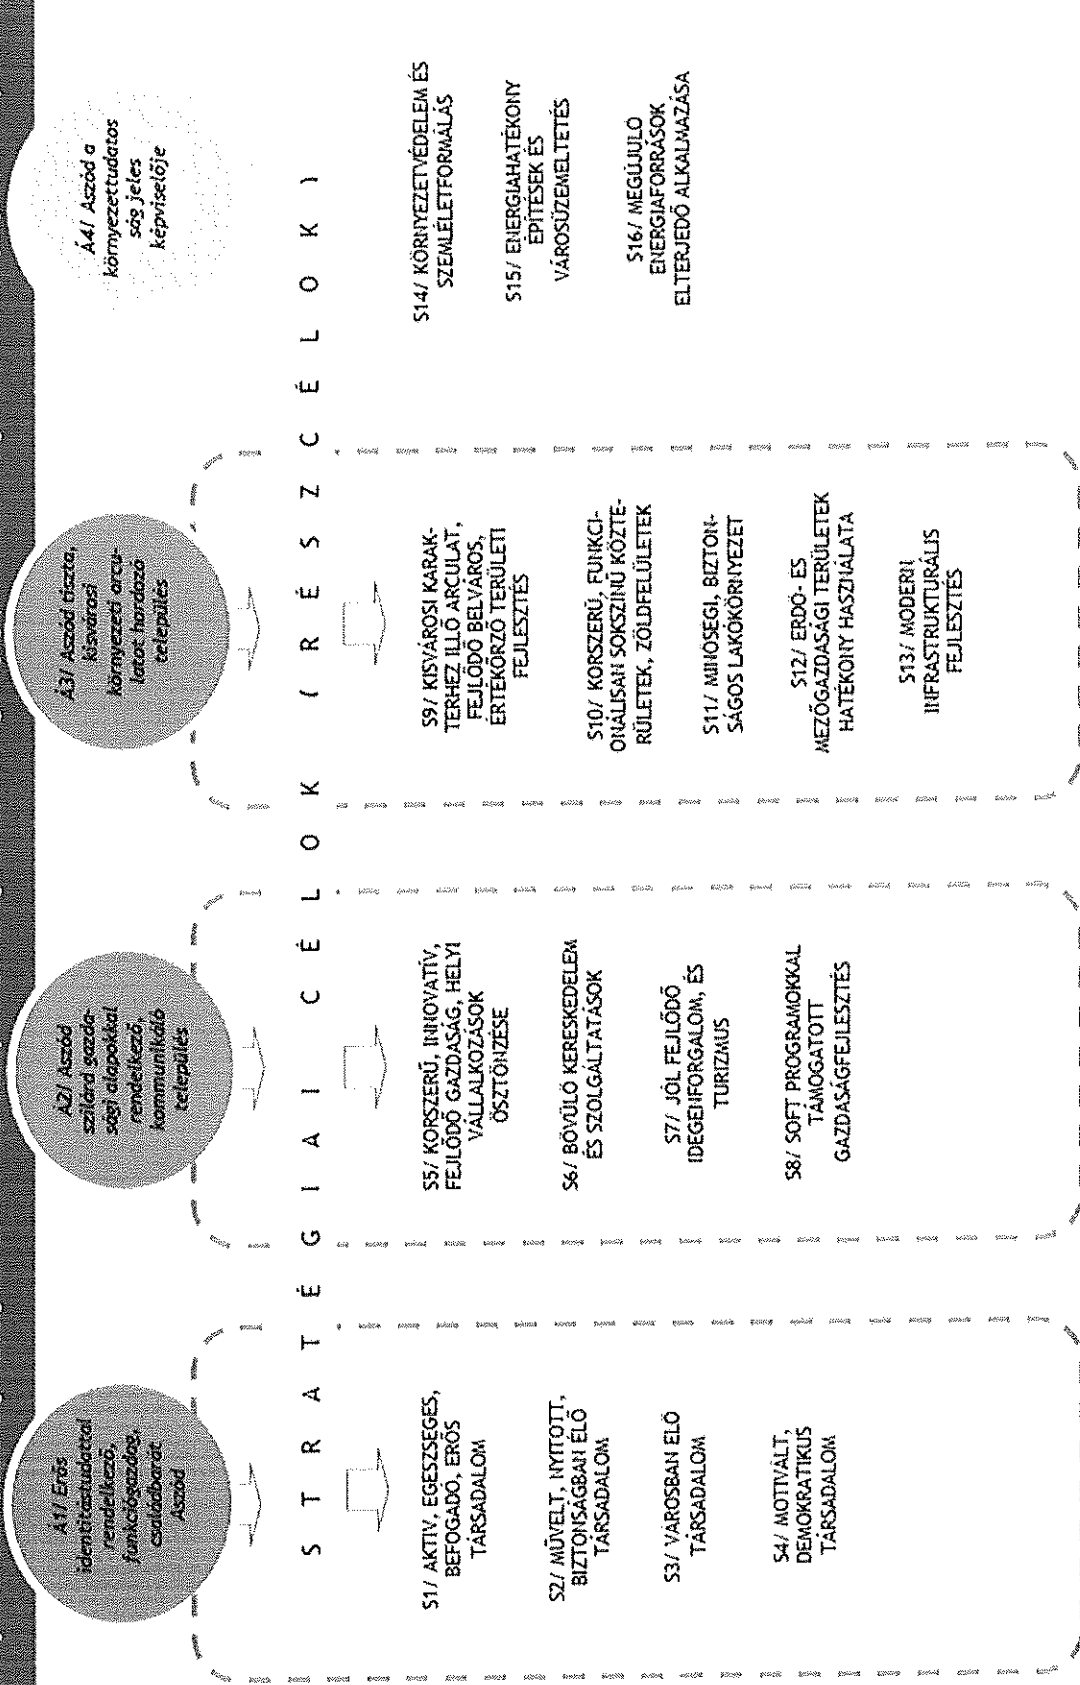 Á1/ Erős
identitástudattal
rendelkező,
funkciógazdag,
családbarát
Aszód
Á2/ Aszód
szilárd gazda-
sági alapokkal
rendelkező,
kommunikáló
település
Á3/ Aszód tiszta,
kisvárosi
környezeti arcu-
latot hordozó
település
Á4/ Aszód a
környezettudatos
ság jeles
képviselője
S T R A T É G I A I C É L O K ( R É S Z C É L O K )
S1/ AKTÍV, EGÉSZSÉGES,
BEFOGADÓ, ERŐS
TÁRSADALOM
S2/ MŰVELT, NYITOTT,
BIZTONSÁGBAN ÉLŐ
TÁRSADALOM
S3/ VÁROSBAN ÉLŐ
TÁRSADALOM
S4/ MOTIVÁLT,
DEMOKRATIKUS
TÁRSADALOM
S5/ KORSZERŰ, INNOVATÍV,
FEJLŐDŐ GAZDASÁG, HELYI
VÁLLALKOZÁSOK
ÖSZTÖNZÉSE
S6/ BŐVÜLŐ KERESKEDELEM
ÉS SZOLGÁLTATÁSOK
S7/ JÓL FEJLŐDŐ
IDEGENFORGALOM, ÉS
TURIZMUS
S8/ SOFT PROGRAMOKKAL
TÁMOGATOTT
GAZDASÁGFEJLESZTÉS
S9/ KISVÁROSI KARAK-
TERHEZ ILLŐ ARCULAT,
FEJLŐDŐ BELVÁROS,
ÉRTÉKŐRZŐ TERÜLETI
FEJLESZTÉS
S10/ KORSZERŰ, FUNKCI-
ONÁLISAN SOKSZINŰ KÖZTE-
RÜLETEK, ZÖLDFELÜLETEK
S11/ MINŐSÉGI, BIZTON-
SÁGOS LAKÓKÖRNYEZET
S12/ ERDŐ- ÉS
MEZŐGAZDASÁGI TERÜLETEK
HATÉKONY HASZNÁLATA
S13/ MODERN
INFRASTRUKTURÁLIS
FEJLESZTÉS
S14/ KÖRNYEZETVÉDELEM ÉS
SZEMLÉLETFORMÁLÁS
S15/ ENERGIAHATÉKONY
ÉPÍTÉSEK ÉS
VÁROSÜZEMELTETÉS
S16/ MEGÚJULÓ
ENERGIAFORRÁSOK
ELTERJEDŐ ALKALMAZÁSA